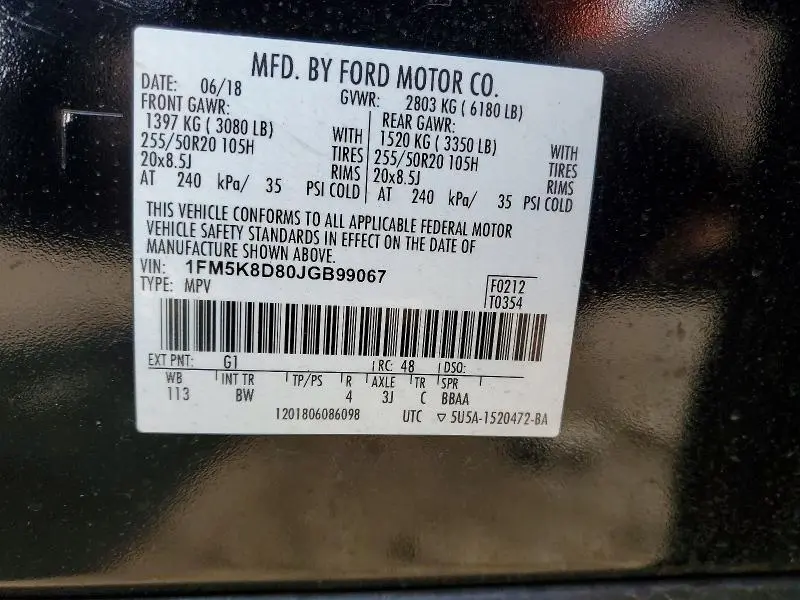 MFD. BY FORD MOTOR CO.
DATE: 06/18 GVWR: 2803 KG ( 6180 LB)
FRONT GAWR: REAR GAWR:
1397 KG ( 3080 LB) WITH 1520 KG ( 3350 LB) WITH
255/50R20 105H TIRES 255/50R20 105H TIRES
20x8.5J RIMS 20x8.5J RIMS
AT 240 kPa/ 35 PSI COLD AT 240 kPa/ 35 PSI COLD
THIS VEHICLE CONFORMS TO ALL APPLICABLE FEDERAL MOTOR
VEHICLE SAFETY STANDARDS IN EFFECT ON THE DATE OF
MANUFACTURE SHOWN ABOVE.
VIN: 1FM5K8D80JGB99067
TYPE: MPV F0212
T0354
EXT PNT: G1 RC: 48 DSO:
WB INT TR TP/PS R AXLE TR SPR
113 BW 4 3J C BBAA
1201806086098 UTC ▽ 5U5A-1520472-BA